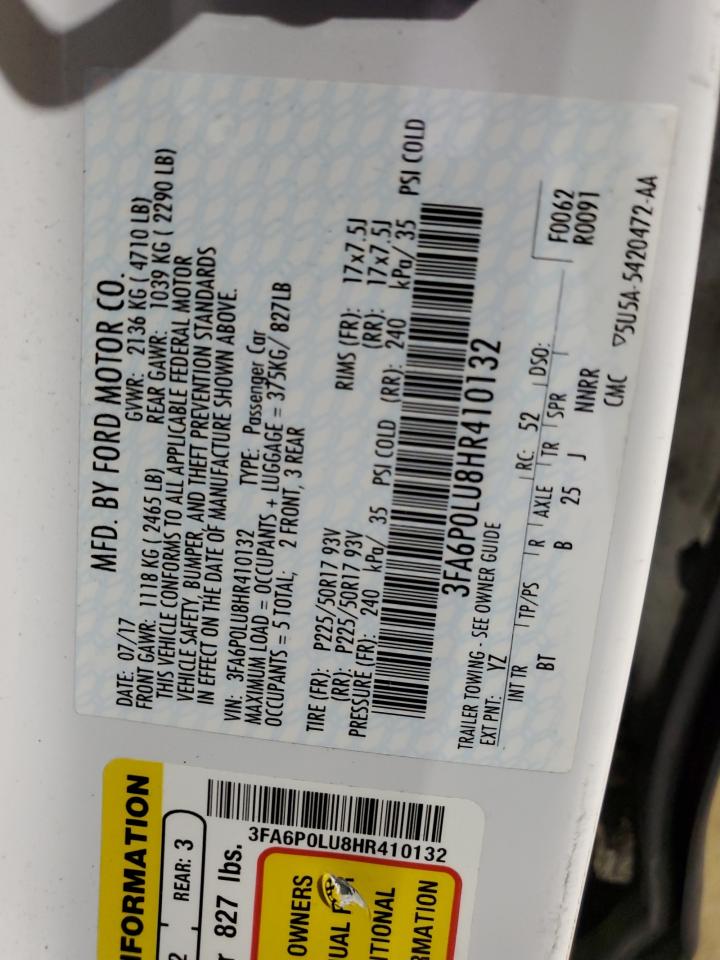 MFD. BY FORD MOTOR CO.
DATE: 07/17 GVWR: 2136 KG ( 4710 LB)
FRONT GAWR: 1118 KG ( 2465 LB) REAR GAWR: 1039 KG ( 2290 LB)
THIS VEHICLE CONFORMS TO ALL APPLICABLE FEDERAL MOTOR
VEHICLE SAFETY, BUMPER, AND THEFT PREVENTION STANDARDS
IN EFFECT ON THE DATE OF MANUFACTURE SHOWN ABOVE.
VIN: 3FA6P0LU8HR410132 TYPE: Passenger Car
MAXIMUM LOAD = OCCUPANTS + LUGGAGE = 375KG/ 827LB
OCCUPANTS = 5 TOTAL; 2 FRONT, 3 REAR
TIRE (FR): P225/50R17 93V RIMS (FR): 17x7.5J
(RR): P225/50R17 93V (RR): 17x7.5J
PRESSURE (FR): 240 kPa/ 35 PSI COLD (RR): 240 kPa/ 35 PSI COLD
3FA6P0LU8HR410132
TRAILER TOWING - SEE OWNER GUIDE
EXT PNT: YZ RC: 52 DSO: F0062
R0091
INT TR TP/PS R AXLE TR SPR
BT B 25 J NNRR
CMC ▽5U5A-5420472-AA
FORMATION
2 REAR: 3
827 lbs.
3FA6P0LU8HR410132
OWNERS
UAL
ITIONAL
RMATION